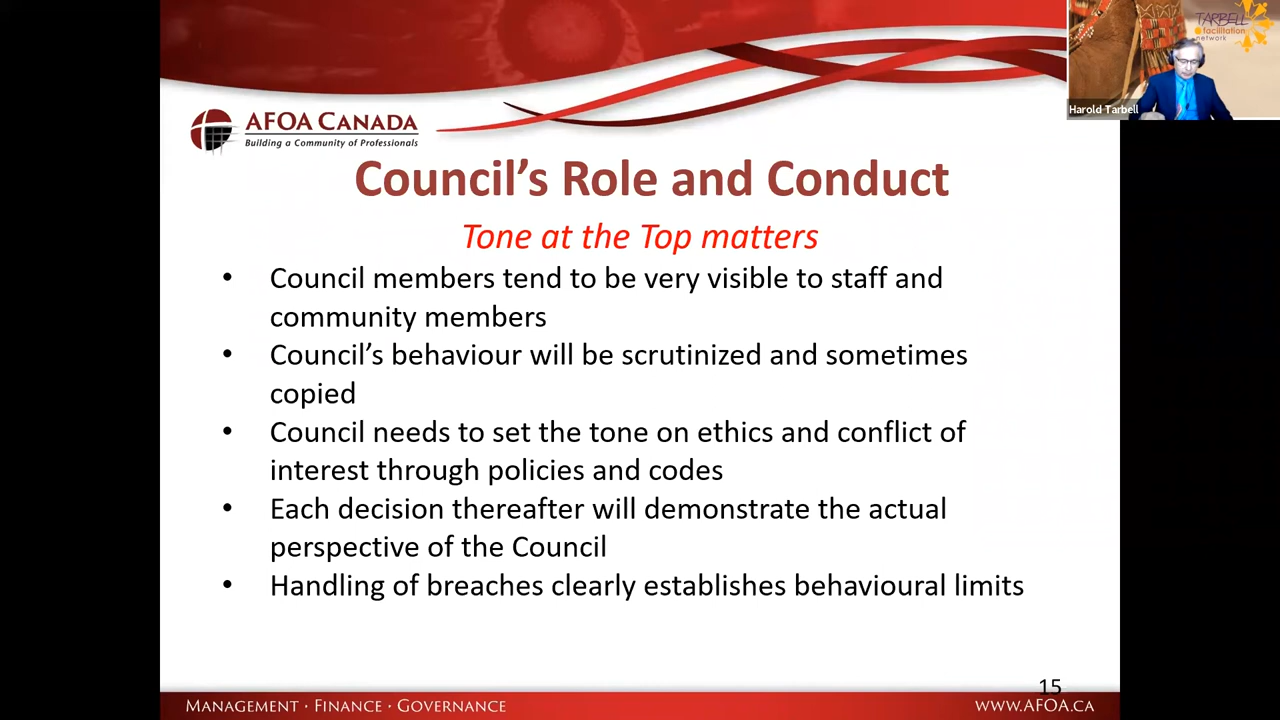 TARBELL
facilitation
network
Harold Tarbell
AFOA CANADA
Building a Community of Professionals
Council's Role and Conduct
Tone at the Top matters
• Council members tend to be very visible to staff and
community members
• Council's behaviour will be scrutinized and sometimes
copied
• Council needs to set the tone on ethics and conflict of
interest through policies and codes
• Each decision thereafter will demonstrate the actual
perspective of the Council
• Handling of breaches clearly establishes behavioural limits
15
MANAGEMENT · FINANCE · GOVERNANCE
WWW.AFOA.CA